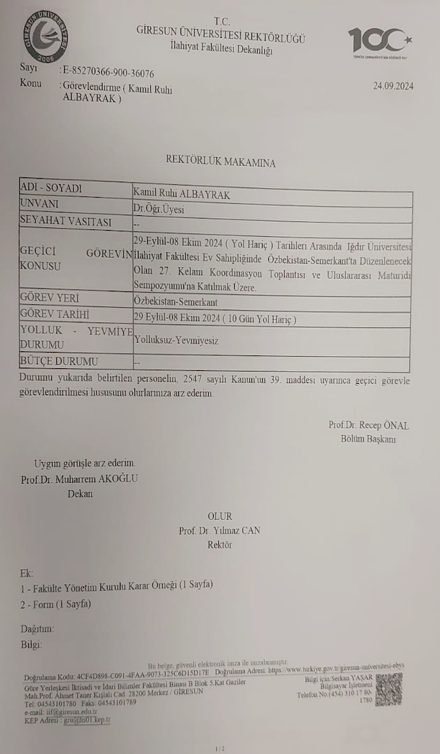 T.C.
GİRESUN ÜNİVERSİTESİ REKTÖRLÜĞÜ
İlahiyat Fakültesi Dekanlığı
GİRESUN ÜNİVERSİTESİ
2006
100
Sayı :E-85270366-900-36076
24.09.2024
Konu :Görevlendirme ( Kamil Ruhi
ALBAYRAK )
REKTÖRLÜK MAKAMINA
ADI - SOYADI Kamil Ruhi ALBAYRAK
UNVANI Dr.Öğr.Üyesi
SEYAHAT VASITASI --
GEÇİCİ GÖREVİN KONUSU
29-Eylül-08 Ekim 2024 ( Yol Hariç ) Tarihleri Arasında Iğdır Üniversitesi
İlahiyat Fakültesi Ev Sahipliğinde Özbekistan-Semerkant'ta Düzenlenecek
Olan 27. Kelam Koordinasyon Toplantısı ve Uluslararası Maturidi
Sempozyumu'na Katılmak Üzere.
GÖREV YERİ Özbekistan-Semerkant
GÖREV TARİHİ 29 Eylül-08 Ekim 2024 ( 10 Gün Yol Hariç )
YOLLUK - YEVMİYE DURUMU Yolluksuz-Yevmiyesiz
BÜTÇE DURUMU --
Durumu yukarıda belirtilen personelin, 2547 sayılı Kanun'un 39. maddesi uyarınca geçici görevle
görevlendirilmesi hususunu olurlarınıza arz ederim.
Prof.Dr. Recep ÖNAL
Bölüm Başkanı
Uygun görüşle arz ederim.
Prof.Dr. Muharrem AKOĞLU
Dekan
OLUR
Prof. Dr. Yılmaz CAN
Rektör
Ek:
1 - Fakülte Yönetim Kurulu Karar Örneği (1 Sayfa)
2 - Form (1 Sayfa)
Dağıtım:
Bilgi:
Bu belge, güvenli elektronik imza ile imzalanmıştır.
Doğrulama Kodu: 4CF4D898-C091-4FAA-9073-325C6D15D17E Doğrulama Adresi: https://www.turkiye.gov.tr/giresun-universitesi-ebys
Güre Yerleşkesi İktisadi ve İdari Bilimler Fakültesi Binası B Blok 5.Kat Gaziler
Mah.Prof. Ahmet Taner Kışlalı Cad. 28200 Merkez / GİRESUN
Telefon: 04543101780 Faks: 04543101789
e-mail: iif@giresun.edu.tr
KEP Adresi :
Bilgi için:Serkan YAŞAR
Bilgisayar İşletmeni
Telefon No:(454) 310 17 80-
1780
1/2